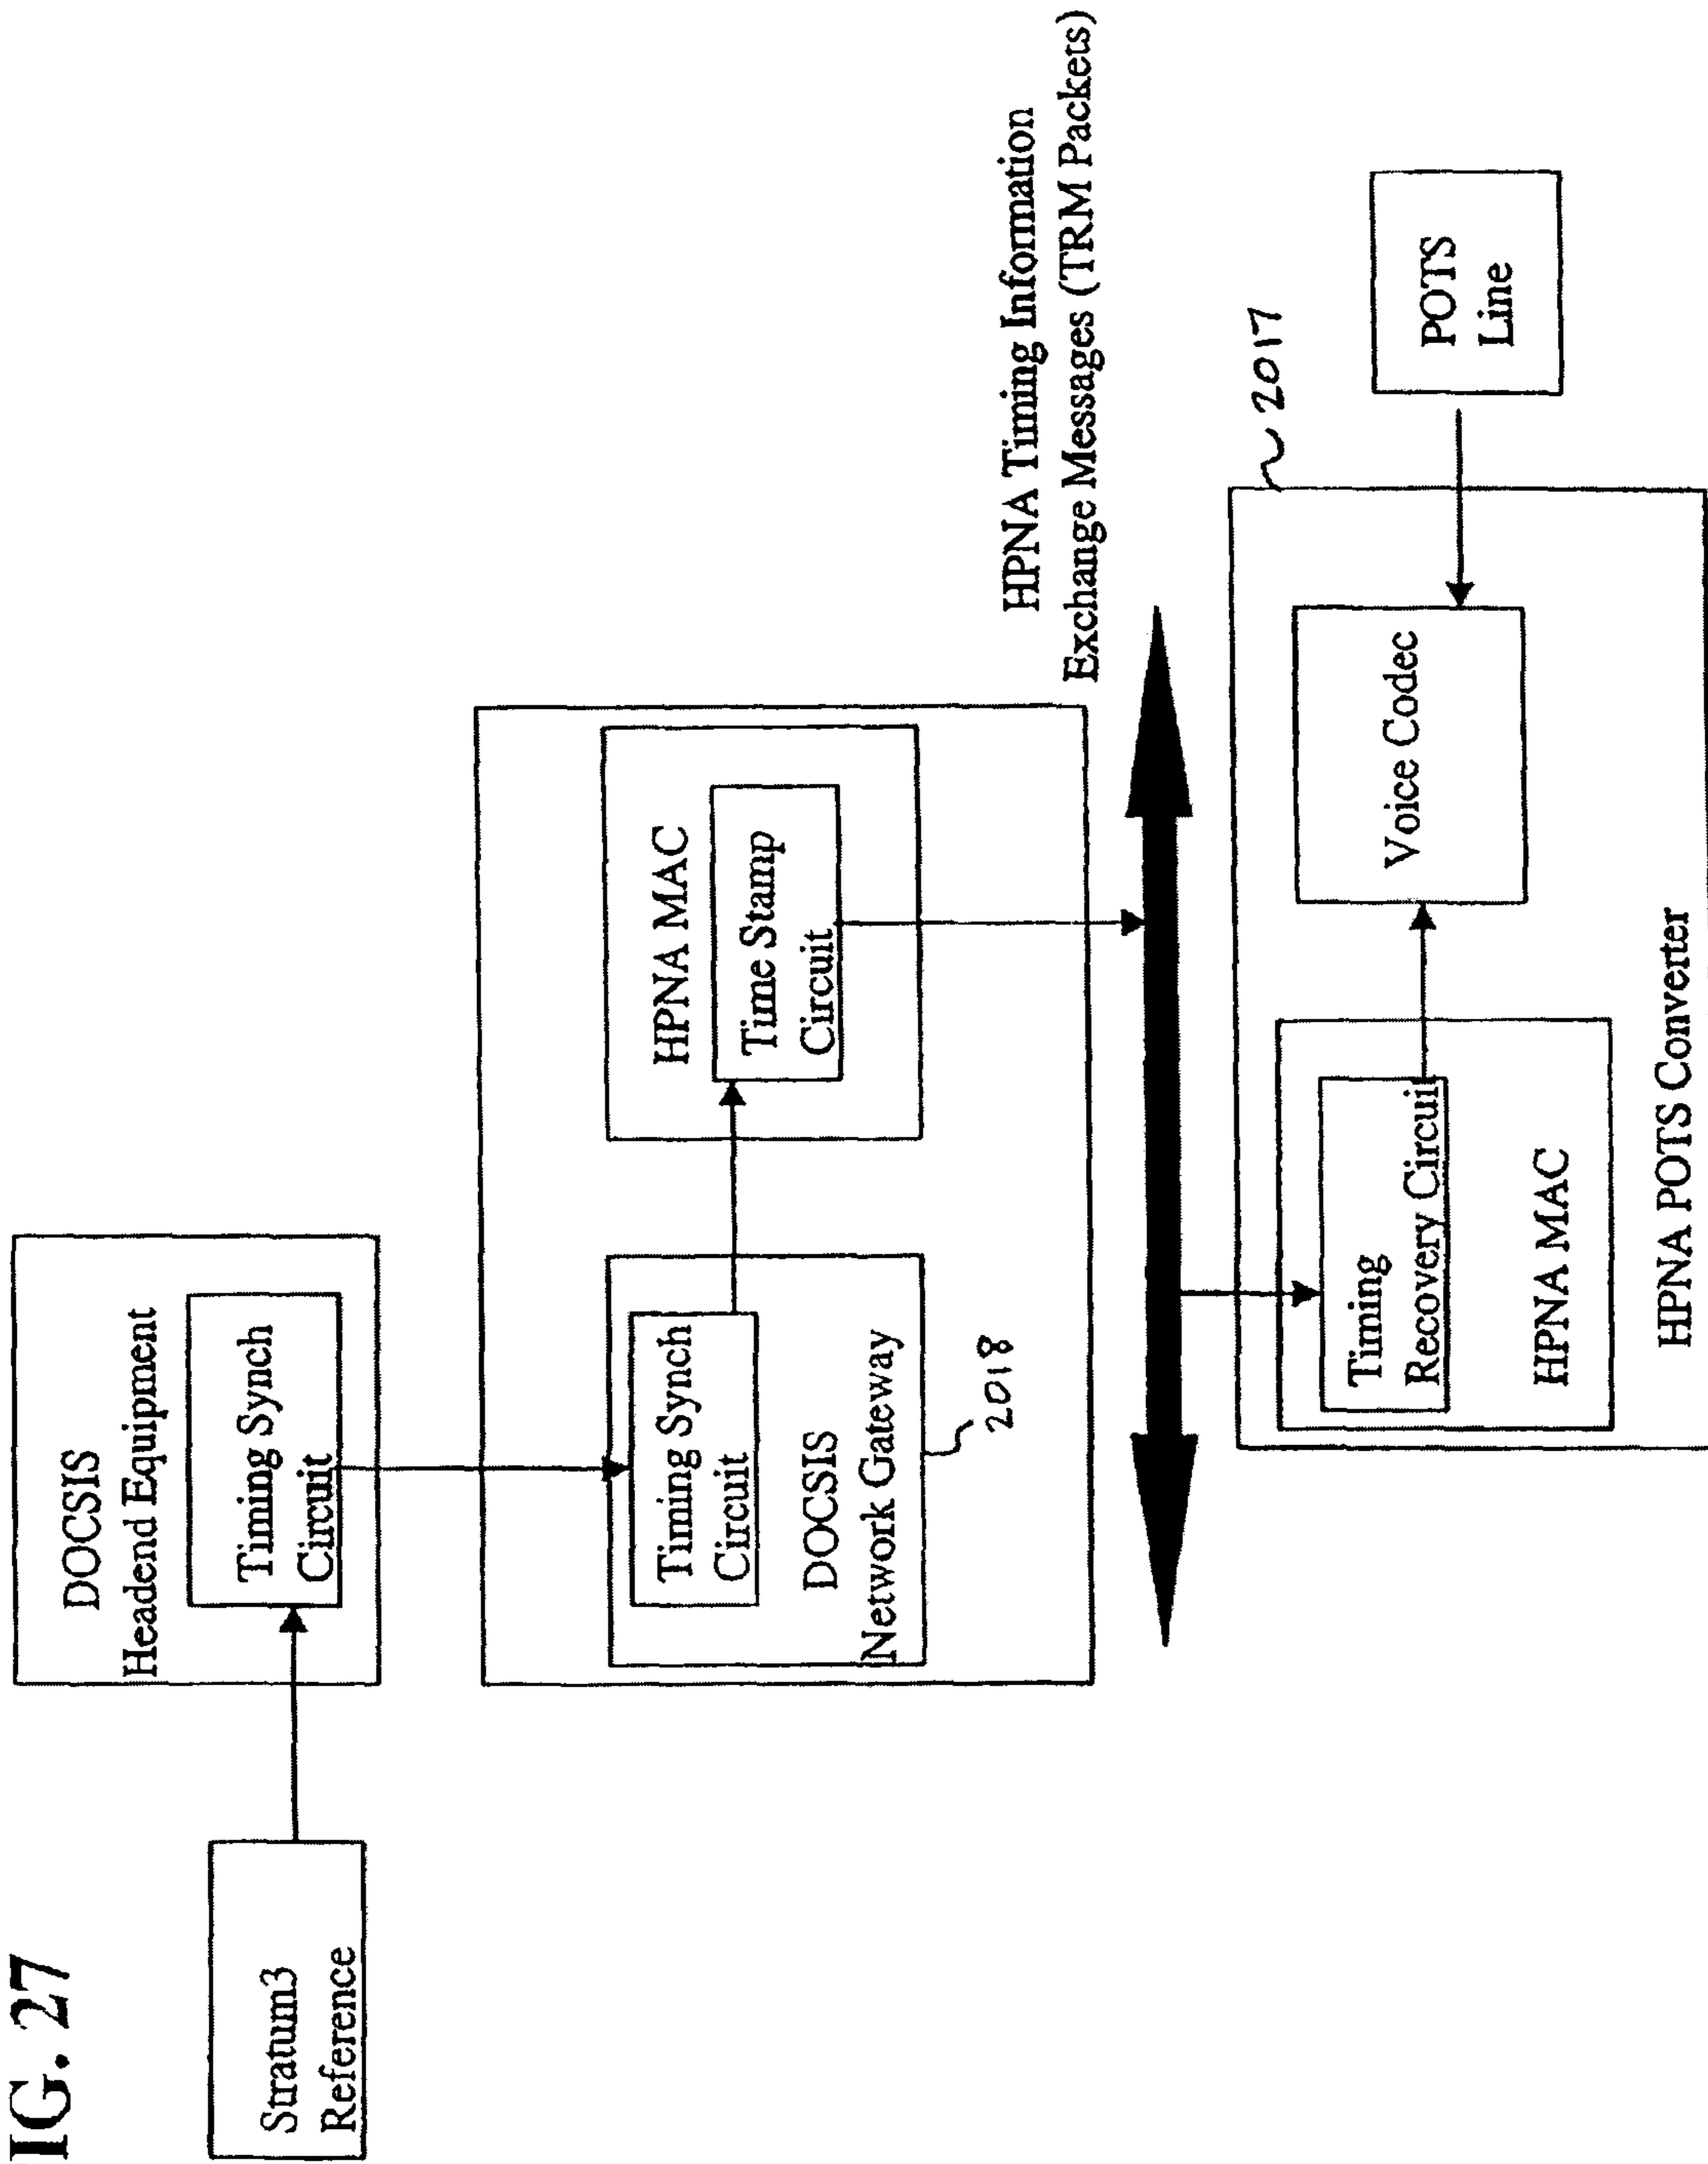 IG. 27
Stratum3
Reference
DOCSIS
Headend Equipment
Timing Synch
Circuit
Timing Synch
Circuit
DOCSIS
Network Gateway
2018
HPNA MAC
Time Stamp
Circuit
HPNA Timing Information
Exchange Messages (TRM Packets)
Timing
Recovery Circui
HPNA MAC
Voice Codec
HPNA POTS Converter
2017
POTS
Line